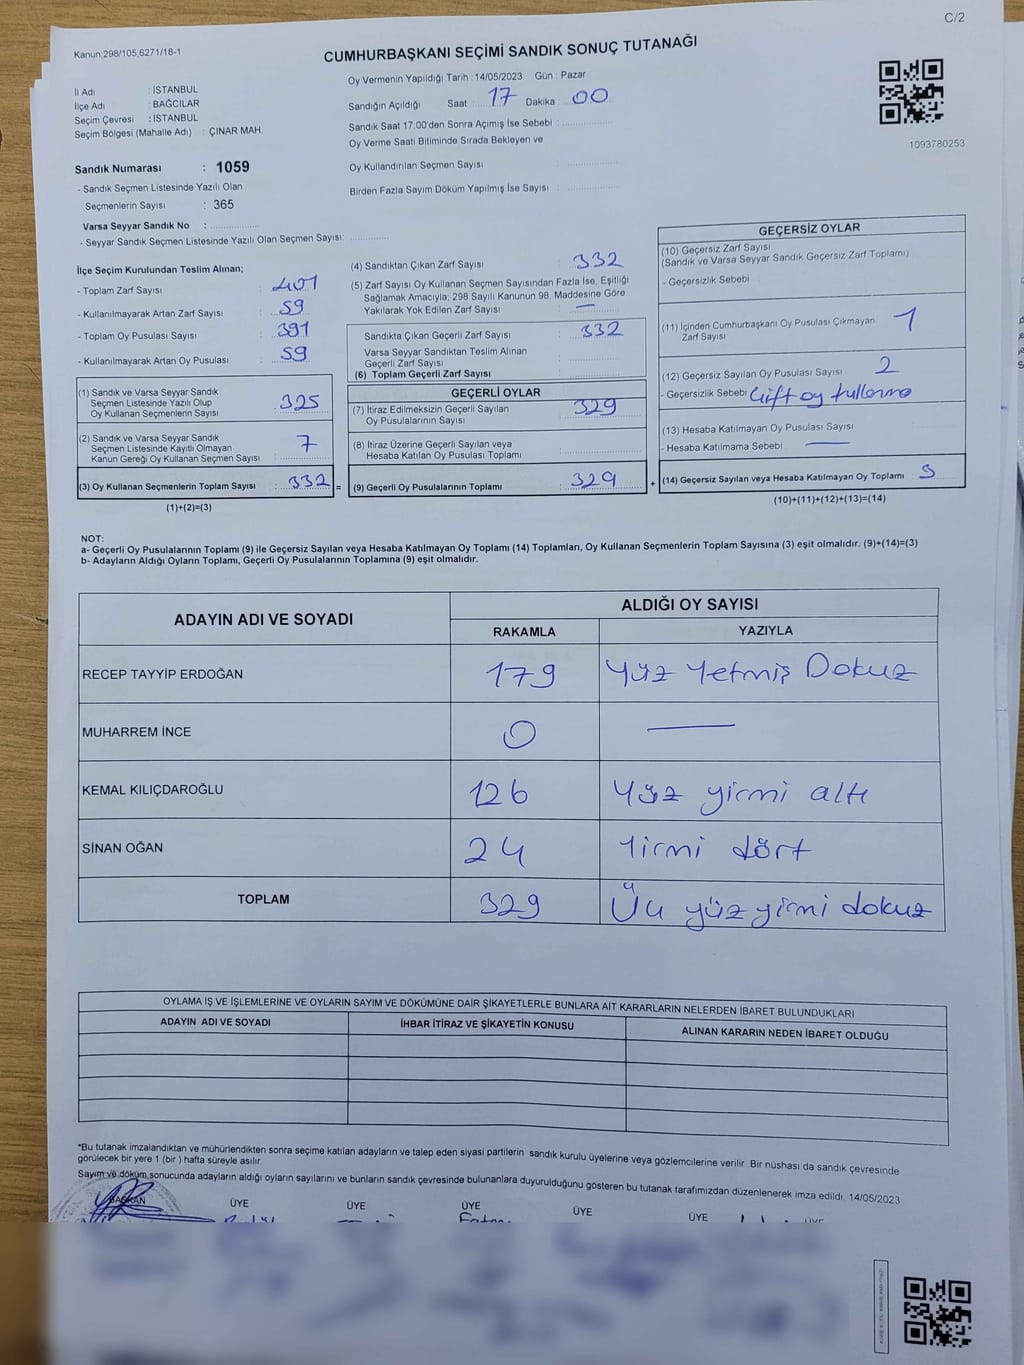 C/2
Kanun:298/105;6271/18-1
CUMHURBAŞKANI SEÇİMİ SANDIK SONUÇ TUTANAĞI
İl Adı : İSTANBUL
İlçe Adı : BAĞCILAR
Seçim Çevresi : İSTANBUL
Seçim Bölgesi (Mahalle Adı) : ÇINAR MAH.
Oy Vermenin Yapıldığı Tarih : 14/05/2023 Gün : Pazar
Sandığın Açıldığı Saat 17 Dakika : 00
Sandık Saat 17:00'den Sonra Açımış İse Sebebi :
Oy Verme Saati Bitiminde Sırada Bekleyen ve
Oy Kullandırılan Seçmen Sayısı :
Birden Fazla Sayım Döküm Yapılmış İse Sayısı :
1093780253
Sandık Numarası : 1059
- Sandık Seçmen Listesinde Yazılı Olan
Seçmenlerin Sayısı : 365
Varsa Seyyar Sandık No :
- Seyyar Sandık Seçmen Listesinde Yazılı Olan Seçmen Sayısı:
İlçe Seçim Kurulundan Teslim Alınan;
- Toplam Zarf Sayısı : 401
- Kullanılmayarak Artan Zarf Sayısı : 59
- Toplam Oy Pusulası Sayısı : 391
- Kullanılmayarak Artan Oy Pusulası : 59
(1) Sandık ve Varsa Seyyar Sandık
Seçmen Listesinde Yazılı Olup
Oy Kullanan Seçmenlerin Sayısı : 325
(2) Sandık ve Varsa Seyyar Sandık
Seçmen Listesinde Kayıtlı Olmayan
Kanun Gereği Oy Kullanan Seçmen Sayısı : 7
(3) Oy Kullanan Seçmenlerin Toplam Sayısı : 332 =
(1)+(2)=(3)
(4) Sandıktan Çıkan Zarf Sayısı : 332
(5) Zarf Sayısı Oy Kullanan Seçmen Sayısından Fazla İse, Eşitliği
Sağlamak Amacıyla; 298 Sayılı Kanunun 98. Maddesine Göre
Yakılarak Yok Edilen Zarf Sayısı : —
Sandıkta Çıkan Geçerli Zarf Sayısı : 332
Varsa Seyyar Sandıktan Teslim Alınan
Geçerli Zarf Sayısı :
(6) Toplam Geçerli Zarf Sayısı :
GEÇERLİ OYLAR
(7) İtiraz Edilmeksizin Geçerli Sayılan
Oy Pusulalarının Sayısı : 329
(8) İtiraz Üzerine Geçerli Sayılan veya
Hesaba Katılan Oy Pusulası Toplamı :
(9) Geçerli Oy Pusulalarının Toplamı : 329 +
GEÇERSİZ OYLAR
(10) Geçersiz Zarf Sayısı
(Sandık ve Varsa Seyyar Sandık Geçersiz Zarf Toplamı)
- Geçersizlik Sebebi :
(11) İçinden Cumhurbaşkanı Oy Pusulası Çıkmayan
Zarf Sayısı : 1
(12) Geçersiz Sayılan Oy Pusulası Sayısı : 2
- Geçersizlik Sebebi Çift oy kullanma
(13) Hesaba Katılmayan Oy Pusulası Sayısı :
- Hesaba Katılmama Sebebi : —
(14) Geçersiz Sayılan veya Hesaba Katılmayan Oy Toplamı : 3
(10)+(11)+(12)+(13)=(14)
NOT:
a- Geçerli Oy Pusulalarının Toplamı (9) ile Geçersiz Sayılan veya Hesaba Katılmayan Oy Toplamı (14) Toplamları, Oy Kullanan Seçmenlerin Toplam Sayısına (3) eşit olmalıdır. (9)+(14)=(3)
b- Adayların Aldığı Oyların Toplamı, Geçerli Oy Pusulalarının Toplamına (9) eşit olmalıdır.
ADAYIN ADI VE SOYADI ALDIĞI OY SAYISI
RAKAMLA YAZIYLA
RECEP TAYYİP ERDOĞAN 179 Yüz Yetmiş Dokuz
MUHARREM İNCE 0 —
KEMAL KILIÇDAROĞLU 126 Yüz yirmi altı
SİNAN OĞAN 24 Yirmi dört
TOPLAM 329 Üç yüz yirmi dokuz
OYLAMA İŞ VE İŞLEMLERİNE VE OYLARIN SAYIM VE DÖKÜMÜNE DAİR ŞİKAYETLERLE BUNLARA AİT KARARLARIN NELERDEN İBARET BULUNDUKLARI
ADAYIN ADI VE SOYADI İHBAR İTİRAZ VE ŞİKAYETİN KONUSU ALINAN KARARIN NEDEN İBARET OLDUĞU
*Bu tutanak imzalandıktan ve mühürlendikten sonra seçime katılan adayların ve talep eden siyasi partilerin sandık kurulu üyelerine veya gözlemcilerine verilir. Bir nüshası da sandık çevresinde
görülecek bir yere 1 (bir) hafta süreyle asılır.
Sayım ve döküm sonucunda adayların aldığı oyların sayılarını ve bunların sandık çevresinde bulunanlara duyurulduğunu gösteren bu tutanak tarafımızdan düzenlenerek imza edildi. 14/05/2023
BAŞKAN ÜYE ÜYE ÜYE ÜYE ÜYE ÜYE